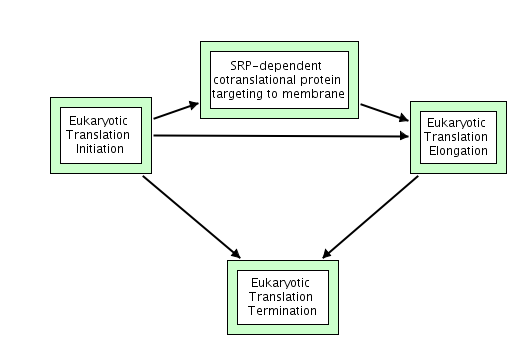 SRP-dependent
cotranslational protein
targeting to membrane
Eukaryotic
Translation
Initiation
Eukaryotic
Translation
Elongation
Eukaryotic
Translation
Termination